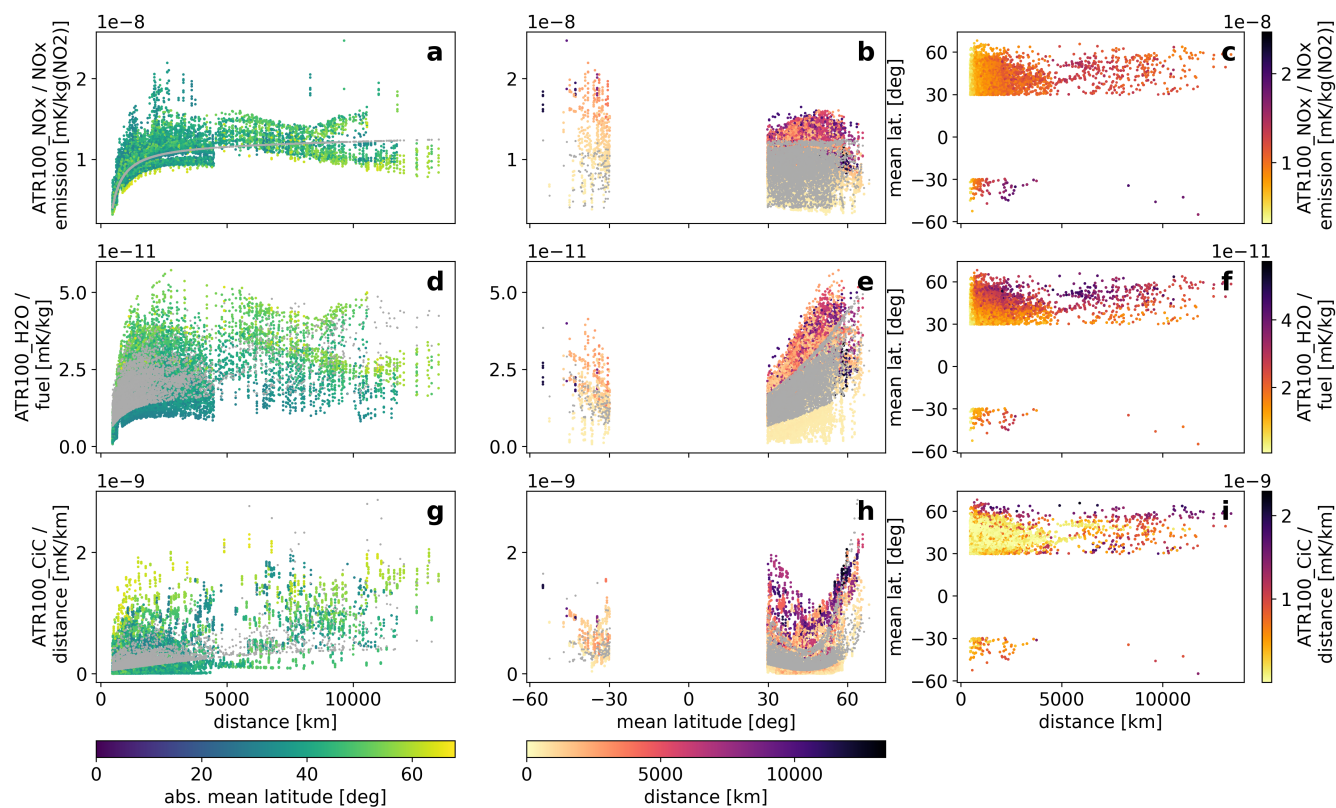 1e−8
ATR100_NOx / NOx
emission [mK/kg(NO2)]
2
1
a
1e−8
2
1
b
mean lat. [deg]
60
30
0
−30
−60
c
1e−8
2
1
ATR100_NOx / NOx
emission [mK/kg(NO2)]
1e−11
ATR100_H2O /
fuel [mK/kg]
5.0
2.5
0.0
d
1e−11
5.0
2.5
0.0
e
mean lat. [deg]
60
30
0
−30
−60
f
1e−11
4
2
ATR100_H2O /
fuel [mK/kg]
1e−9
ATR100_CiC /
distance [mK/km]
2
0
g
0 5000 10000
distance [km]
1e−9
2
0
h
−60 −30 0 30 60
mean latitude [deg]
mean lat. [deg]
60
30
0
−30
−60
i
0 5000 10000
distance [km]
1e−9
2
1
ATR100_CiC /
distance [mK/km]
0 20 40 60
abs. mean latitude [deg]
0 5000 10000
distance [km]